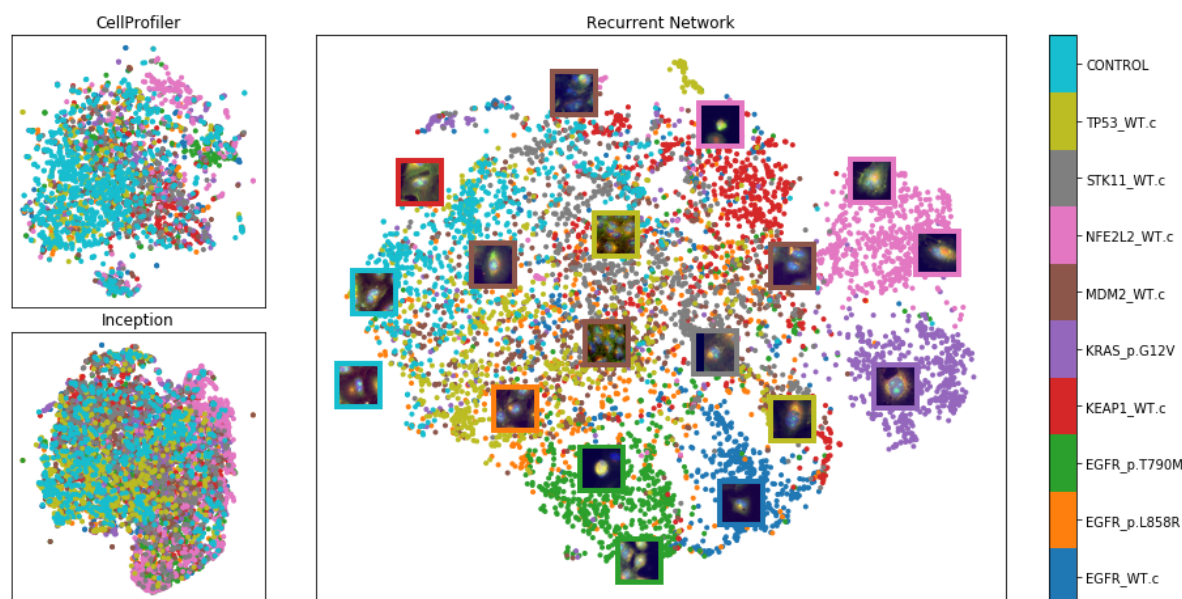 CellProfiler
Recurrent Network
Inception
CONTROL
TP53_WT.c
STK11_WT.c
NFE2L2_WT.c
MDM2_WT.c
KRAS_p.G12V
KEAP1_WT.c
EGFR_p.T790M
EGFR_p.L858R
EGFR_WT.c